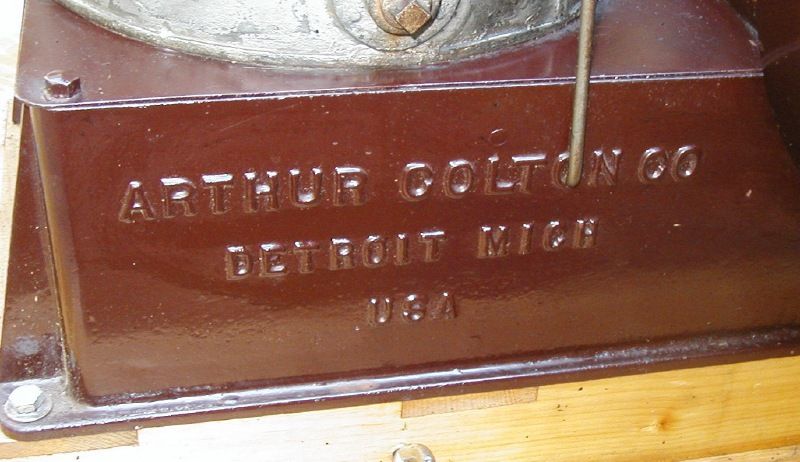 ARTHUR COLTON CO
DETROIT MICH
USA